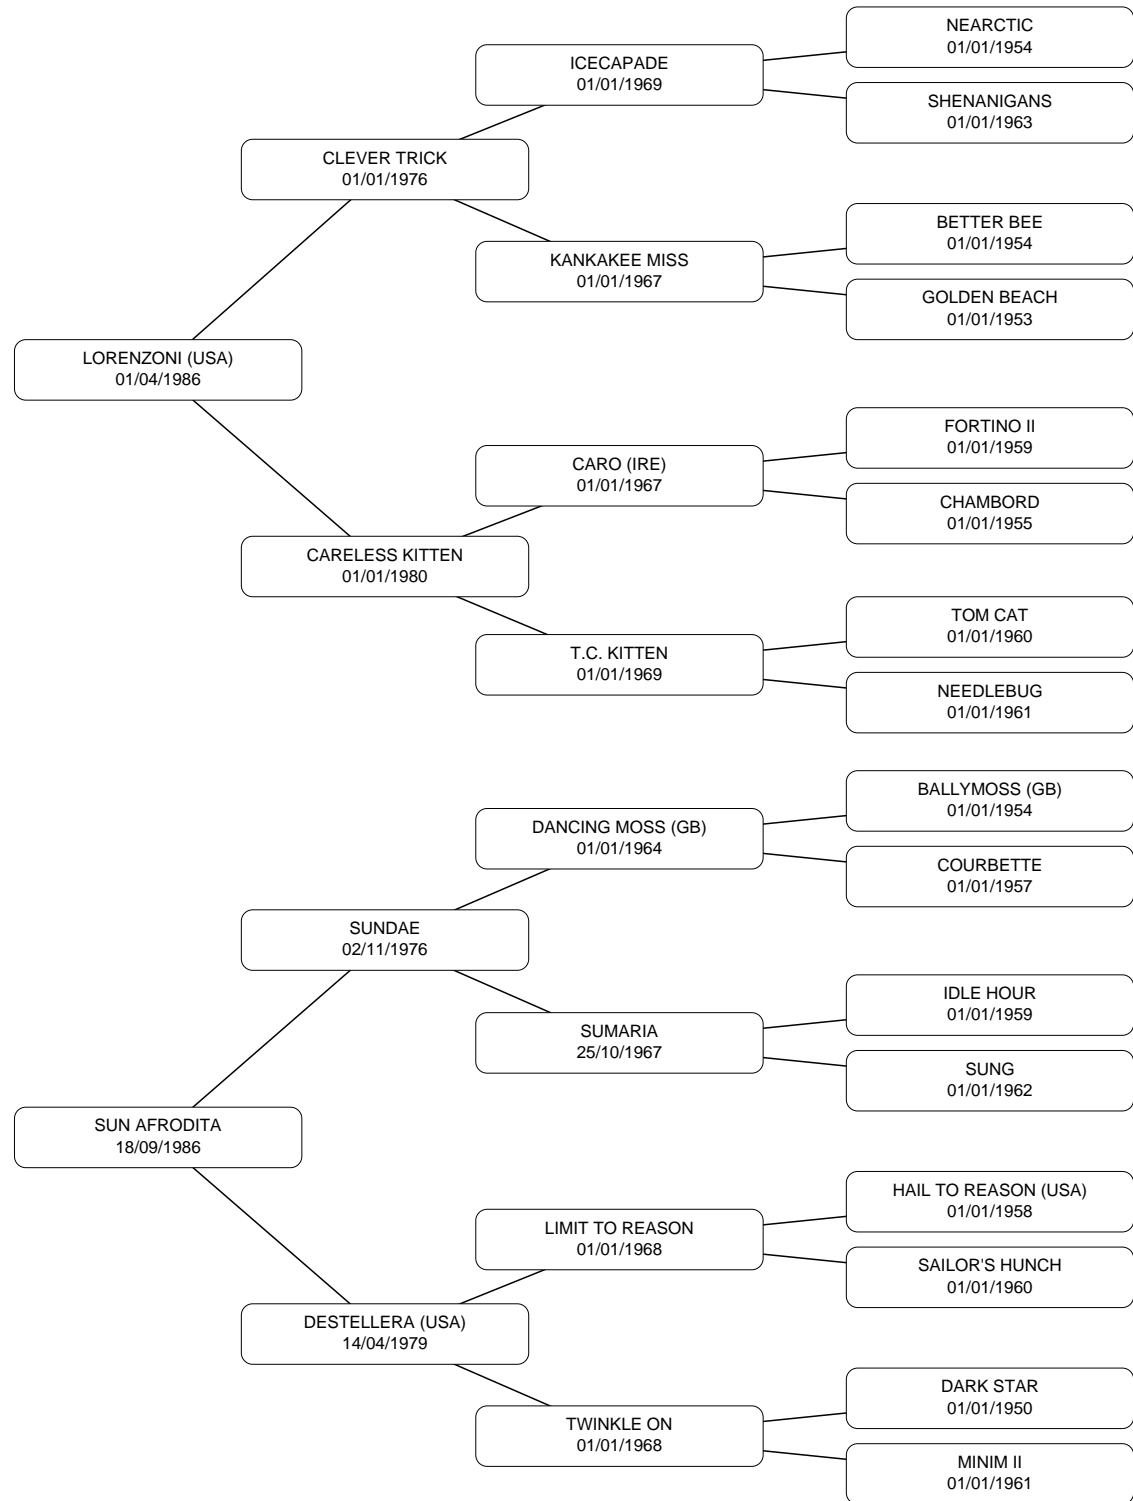 NEARCTIC
01/01/1954
ICECAPADE
01/01/1969
SHENANIGANS
01/01/1963
CLEVER TRICK
01/01/1976
BETTER BEE
01/01/1954
KANKAKEE MISS
01/01/1967
GOLDEN BEACH
01/01/1953
LORENZONI (USA)
01/04/1986
FORTINO II
01/01/1959
CARO (IRE)
01/01/1967
CHAMBORD
01/01/1955
CARELESS KITTEN
01/01/1980
TOM CAT
01/01/1960
T.C. KITTEN
01/01/1969
NEEDLEBUG
01/01/1961
BALLYMOSS (GB)
01/01/1954
DANCING MOSS (GB)
01/01/1964
COURBETTE
01/01/1957
SUNDAE
02/11/1976
IDLE HOUR
01/01/1959
SUMARIA
25/10/1967
SUNG
01/01/1962
SUN AFRODITA
18/09/1986
HAIL TO REASON (USA)
01/01/1958
LIMIT TO REASON
01/01/1968
SAILOR'S HUNCH
01/01/1960
DESTELLERA (USA)
14/04/1979
DARK STAR
01/01/1950
TWINKLE ON
01/01/1968
MINIM II
01/01/1961